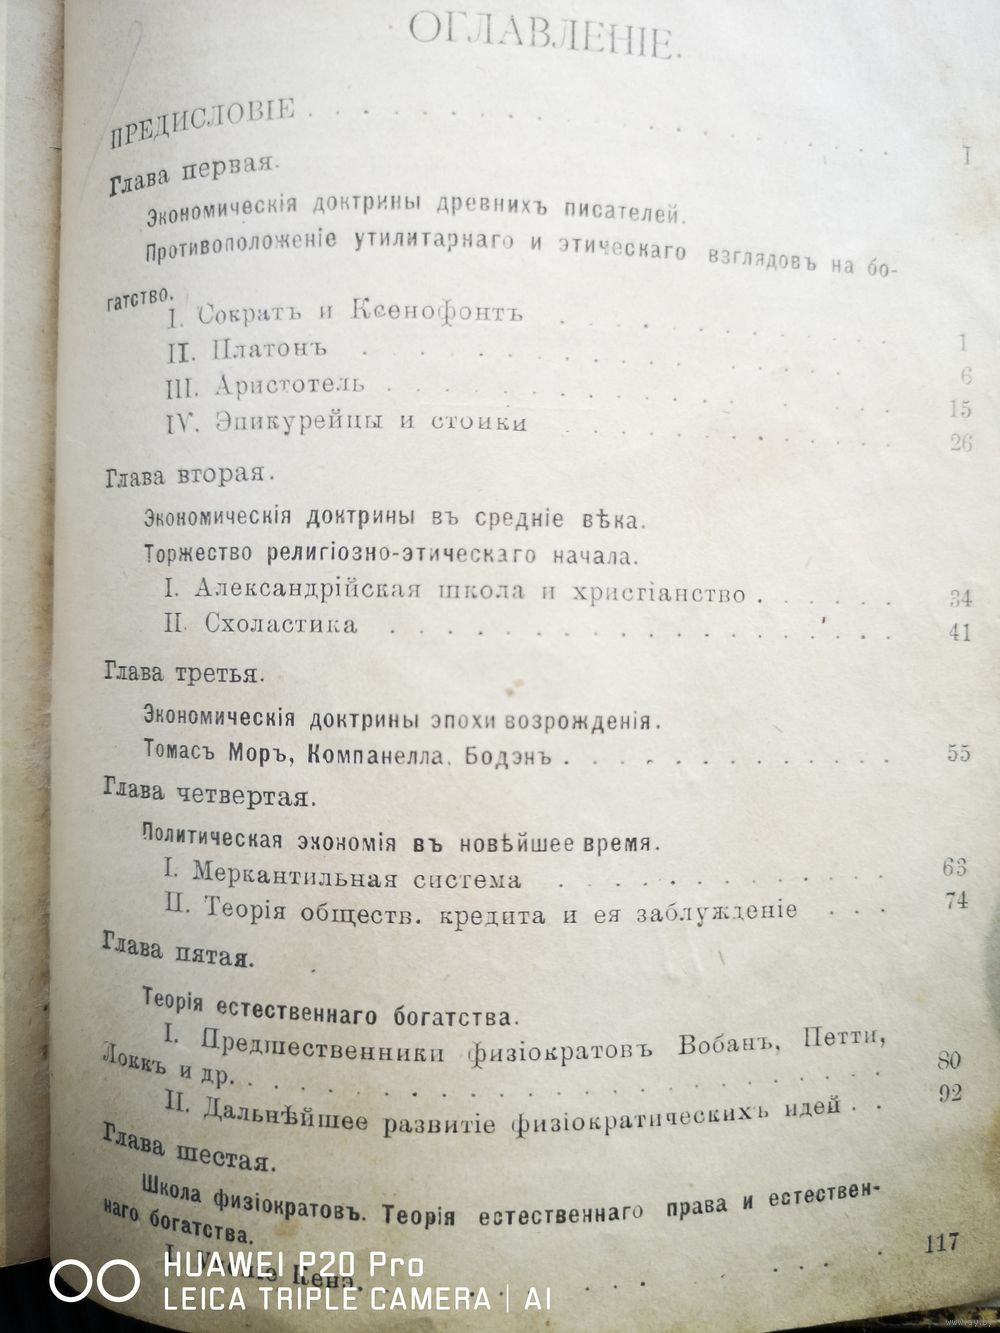 ОГЛАВЛЕНІЕ.
ПРЕДИСЛОВІЕ . . . . . . . . . . . . . . . I
Глава первая.
Экономическія доктрины древнихъ писателей.
Противоположеніе утилитарнаго и этическаго взглядовъ на бо-
гатство.
I. Сократъ и Ксенофонтъ . . . . . . . . . 1
II. Платонъ . . . . . . . . . . . . . 6
III. Аристотель . . . . . . . . . . . . . 15
IV. Эпикурейцы и стоики . . . . . . . . . 26
Глава вторая.
Экономическія доктрины въ средніе вѣка.
Торжество религіозно-этическаго начала.
I. Александрійская школа и христіанство . . . . . . 34
II. Схоластика . . . . . . . . . . . . . 41
Глава третья.
Экономическія доктрины эпохи возрожденія.
Томасъ Моръ, Компанелла, Бодэнъ . . . . . . . . . 55
Глава четвертая.
Политическая экономія въ новѣйшее время.
I. Меркантильная система . . . . . . . . . 63
II. Теорія обществ. кредита и ея заблужденіе . . . 74
Глава пятая.
Теорія естественнаго богатства.
I. Предшественники физіократовъ Вобанъ, Петти,
Локкъ и др. . . . . . . . . . . . . . . . . 80
II. Дальнѣйшее развитіе физіократическихъ идей . . 92
Глава шестая.
Школа физіократовъ. Теорія естественнаго права и естествен-
наго богатства.
I. Кенэ. . . . . . . . . . . 117
HUAWEI P20 Pro
LEICA TRIPLE CAMERA | AI
www.ay.by